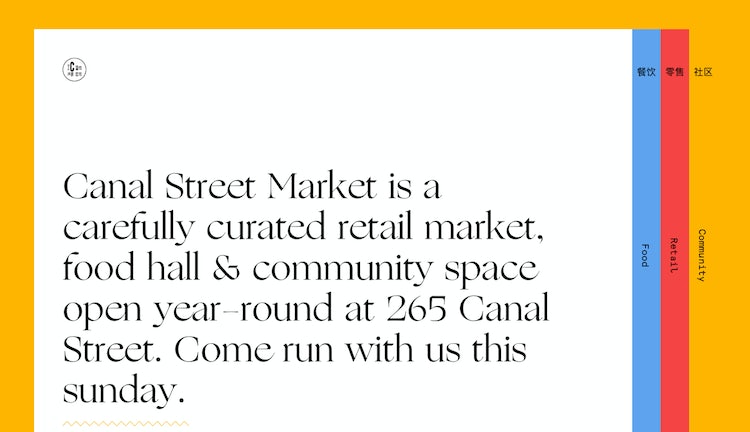 餐饮 零售 社区
Canal Street Market is a
carefully curated retail market,
food hall & community space
open year-round at 265 Canal
Street. Come run with us this
sunday.
Food
Retail
Community